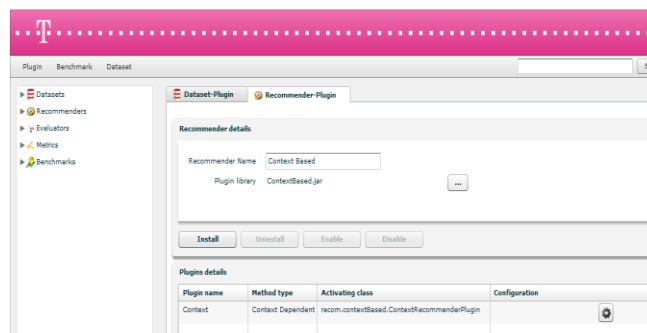 T
Plugin Benchmark Dataset
Datasets
Recommenders
Evaluators
Metrics
Benchmarks
Dataset-Plugin Recommender-Plugin
Recommender details
Recommender Name Context Based
Plugin library ContextBased.jar ...
Install Uninstall Enable Disable
Plugins details
Plugin name Method type Activating class Configuration
Context Context Dependent recom.contextBased.ContextRecommenderPlugin